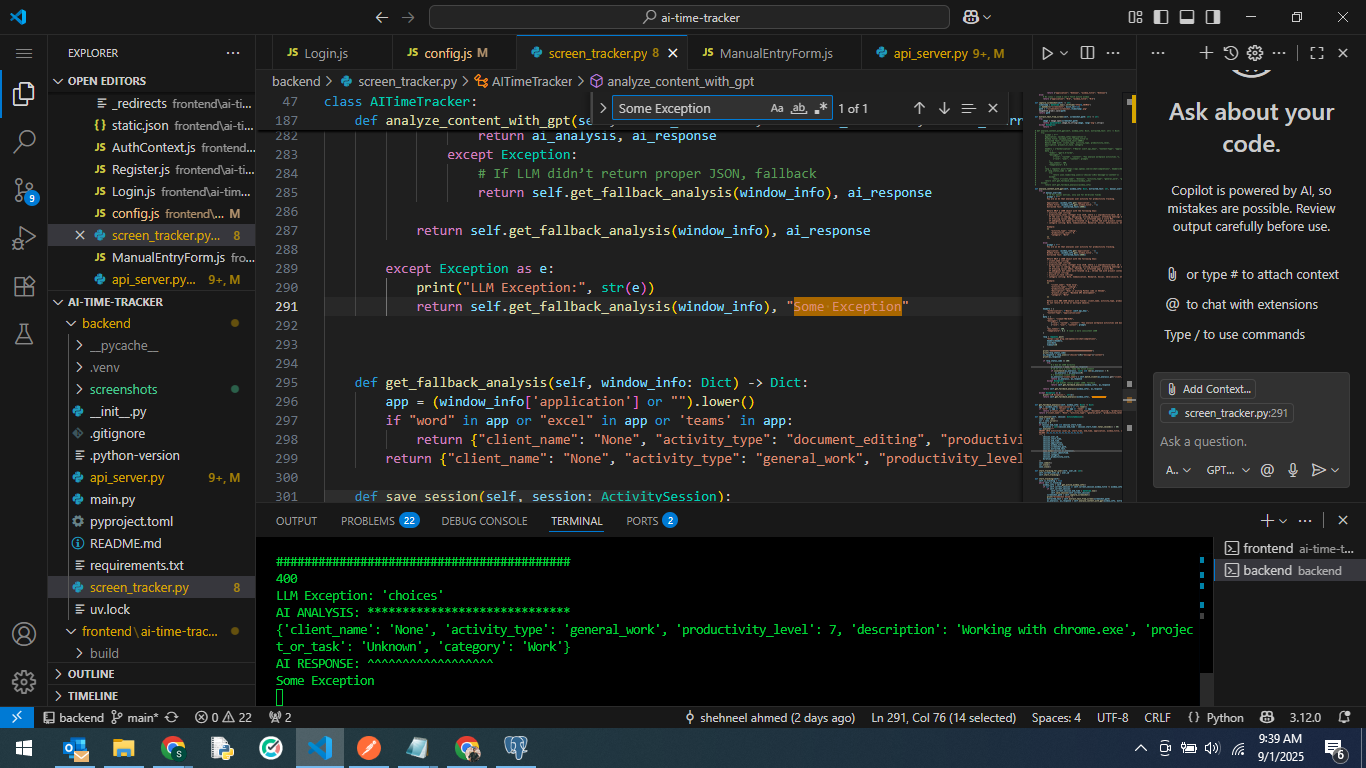 ai-time-tracker
EXPLORER
OPEN EDITORS
_redirects frontend\ai-ti...
static.json frontend\ai-t...
AuthContext.js frontend...
Register.js frontend\ai-ti...
Login.js frontend\ai-tim...
config.js frontend\... M
screen_tracker.py... 8
ManualEntryForm.js fro...
api_server.py... 9+, M
AI-TIME-TRACKER
backend
__pycache__
.venv
screenshots
__init__.py
.gitignore
.python-version
api_server.py 9+, M
main.py
pyproject.toml
README.md
requirements.txt
screen_tracker.py 8
uv.lock
frontend\ai-time-trac...
build
OUTLINE
TIMELINE
9
Login.js
config.js M
screen_tracker.py 8
ManualEntryForm.js
api_server.py 9+, M
backend > screen_tracker.py > AITimeTracker > analyze_content_with_gpt
Some Exception
Aa ab .*
1 of 1
47 class AITimeTracker:
187 def analyze_content_with_gpt(se
282 return ai_analysis, ai_response
283 except Exception:
284 # If LLM didn’t return proper JSON, fallback
285 return self.get_fallback_analysis(window_info), ai_response
286
287 return self.get_fallback_analysis(window_info), ai_response
288
289 except Exception as e:
290 print("LLM Exception:", str(e))
291 return self.get_fallback_analysis(window_info), "Some Exception"
292
293
294
295 def get_fallback_analysis(self, window_info: Dict) -> Dict:
296 app = (window_info['application'] or "").lower()
297 if "word" in app or "excel" in app or 'teams' in app:
298 return {"client_name": "None", "activity_type": "document_editing", "productivi
299 return {"client_name": "None", "activity_type": "general_work", "productivity_level
300
301 def save_session(self, session: ActivitySession):
Ask about your
code.
Copilot is powered by AI, so
mistakes are possible. Review
output carefully before use.
or type # to attach context
@ to chat with extensions
Type / to use commands
Add Context...
screen_tracker.py:291
Ask a question.
A.. GPT...
OUTPUT PROBLEMS 22 DEBUG CONSOLE TERMINAL PORTS 2
##########################################
400
LLM Exception: 'choices'
AI ANALYSIS: *****************************
{'client_name': 'None', 'activity_type': 'general_work', 'productivity_level': 7, 'description': 'Working with chrome.exe', 'projec
t_or_task': 'Unknown', 'category': 'Work'}
AI RESPONSE: ^^^^^^^^^^^^^^^^^^
Some Exception
frontend ai-time-t...
backend backend
backend main* 0 22 2 shehneel ahmed (2 days ago) Ln 291, Col 76 (14 selected) Spaces: 4 UTF-8 CRLF {} Python 3.12.0
9:39 AM
9/1/2025
6